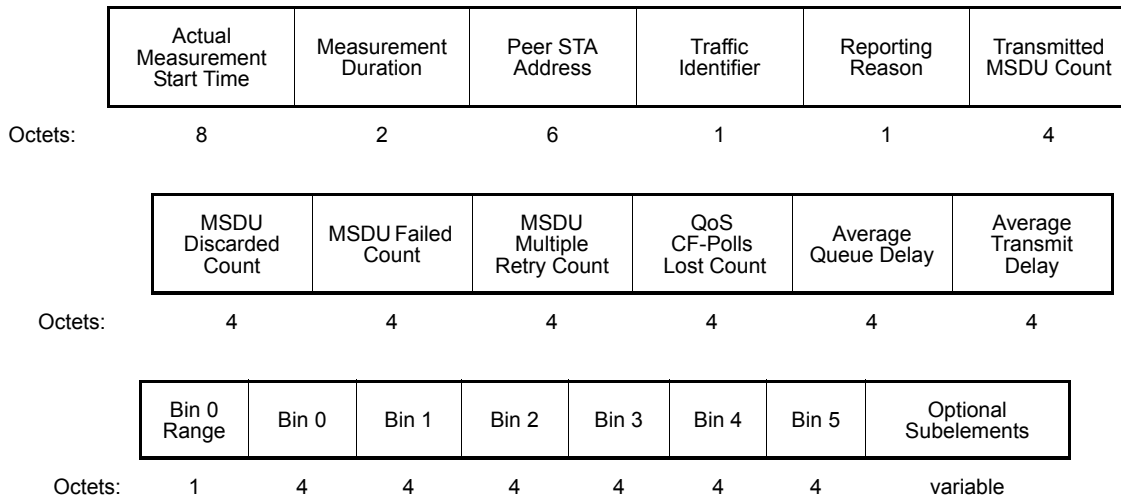 Actual Measurement Start Time
Measurement Duration
Peer STA Address
Traffic Identifier
Reporting Reason
Transmitted MSDU Count
Octets: 8 2 6 1 1 4
MSDU Discarded Count
MSDU Failed Count
MSDU Multiple Retry Count
QoS CF-Polls Lost Count
Average Queue Delay
Average Transmit Delay
Octets: 4 4 4 4 4 4
Bin 0 Range
Bin 0
Bin 1
Bin 2
Bin 3
Bin 4
Bin 5
Optional Subelements
Octets: 1 4 4 4 4 4 4 variable